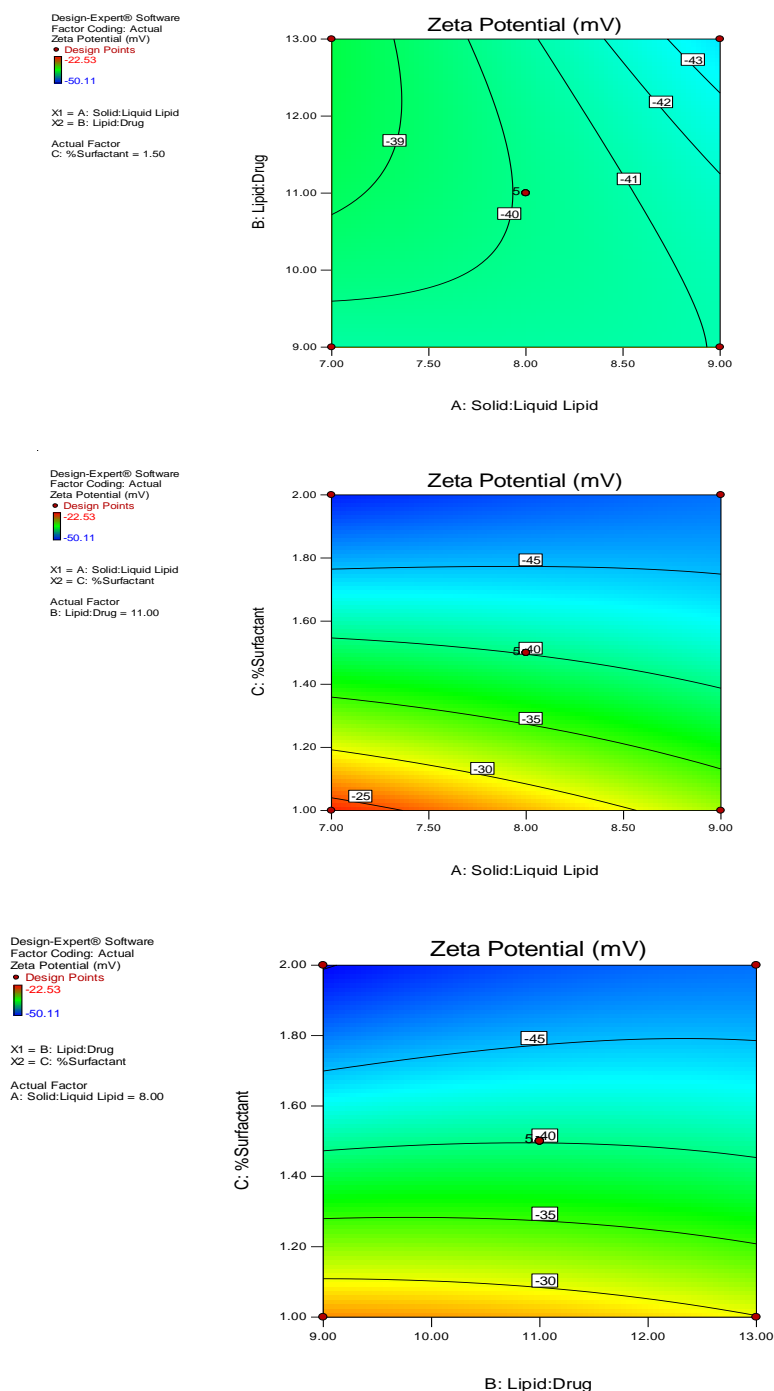 Design-Expert® Software
Factor Coding: Actual
Zeta Potential (mV)
Design Points
-22.53
-50.11
X1 = A: Solid:Liquid Lipid
X2 = B: Lipid:Drug
Actual Factor
C: %Surfactant = 1.50
Zeta Potential (mV)
13.00
12.00
11.00
10.00
9.00
B: Lipid:Drug
-43
-42
-39
-41
5
-40
7.00 7.50 8.00 8.50 9.00
A: Solid:Liquid Lipid
Design-Expert® Software
Factor Coding: Actual
Zeta Potential (mV)
Design Points
-22.53
-50.11
X1 = A: Solid:Liquid Lipid
X2 = C: %Surfactant
Actual Factor
B: Lipid:Drug = 11.00
Zeta Potential (mV)
2.00
1.80
1.60
1.40
1.20
1.00
C: %Surfactant
-45
5 -40
-35
-30
-25
7.00 7.50 8.00 8.50 9.00
A: Solid:Liquid Lipid
Design-Expert® Software
Factor Coding: Actual
Zeta Potential (mV)
Design Points
-22.53
-50.11
X1 = B: Lipid:Drug
X2 = C: %Surfactant
Actual Factor
A: Solid:Liquid Lipid = 8.00
Zeta Potential (mV)
2.00
1.80
1.60
1.40
1.20
1.00
C: %Surfactant
-45
5 -40
-35
-30
9.00 10.00 11.00 12.00 13.00
B: Lipid:Drug